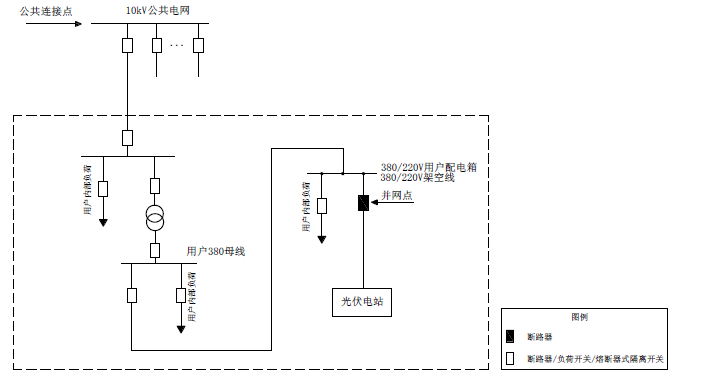 公共连接点
10kV公共电网
···
用户内部负荷
380/220V用户配电箱
380/220V架空线
用户内部负荷
并网点
用户380母线
用户内部负荷
光伏电站
图例
断路器
断路器/负荷开关/熔断器式隔离开关